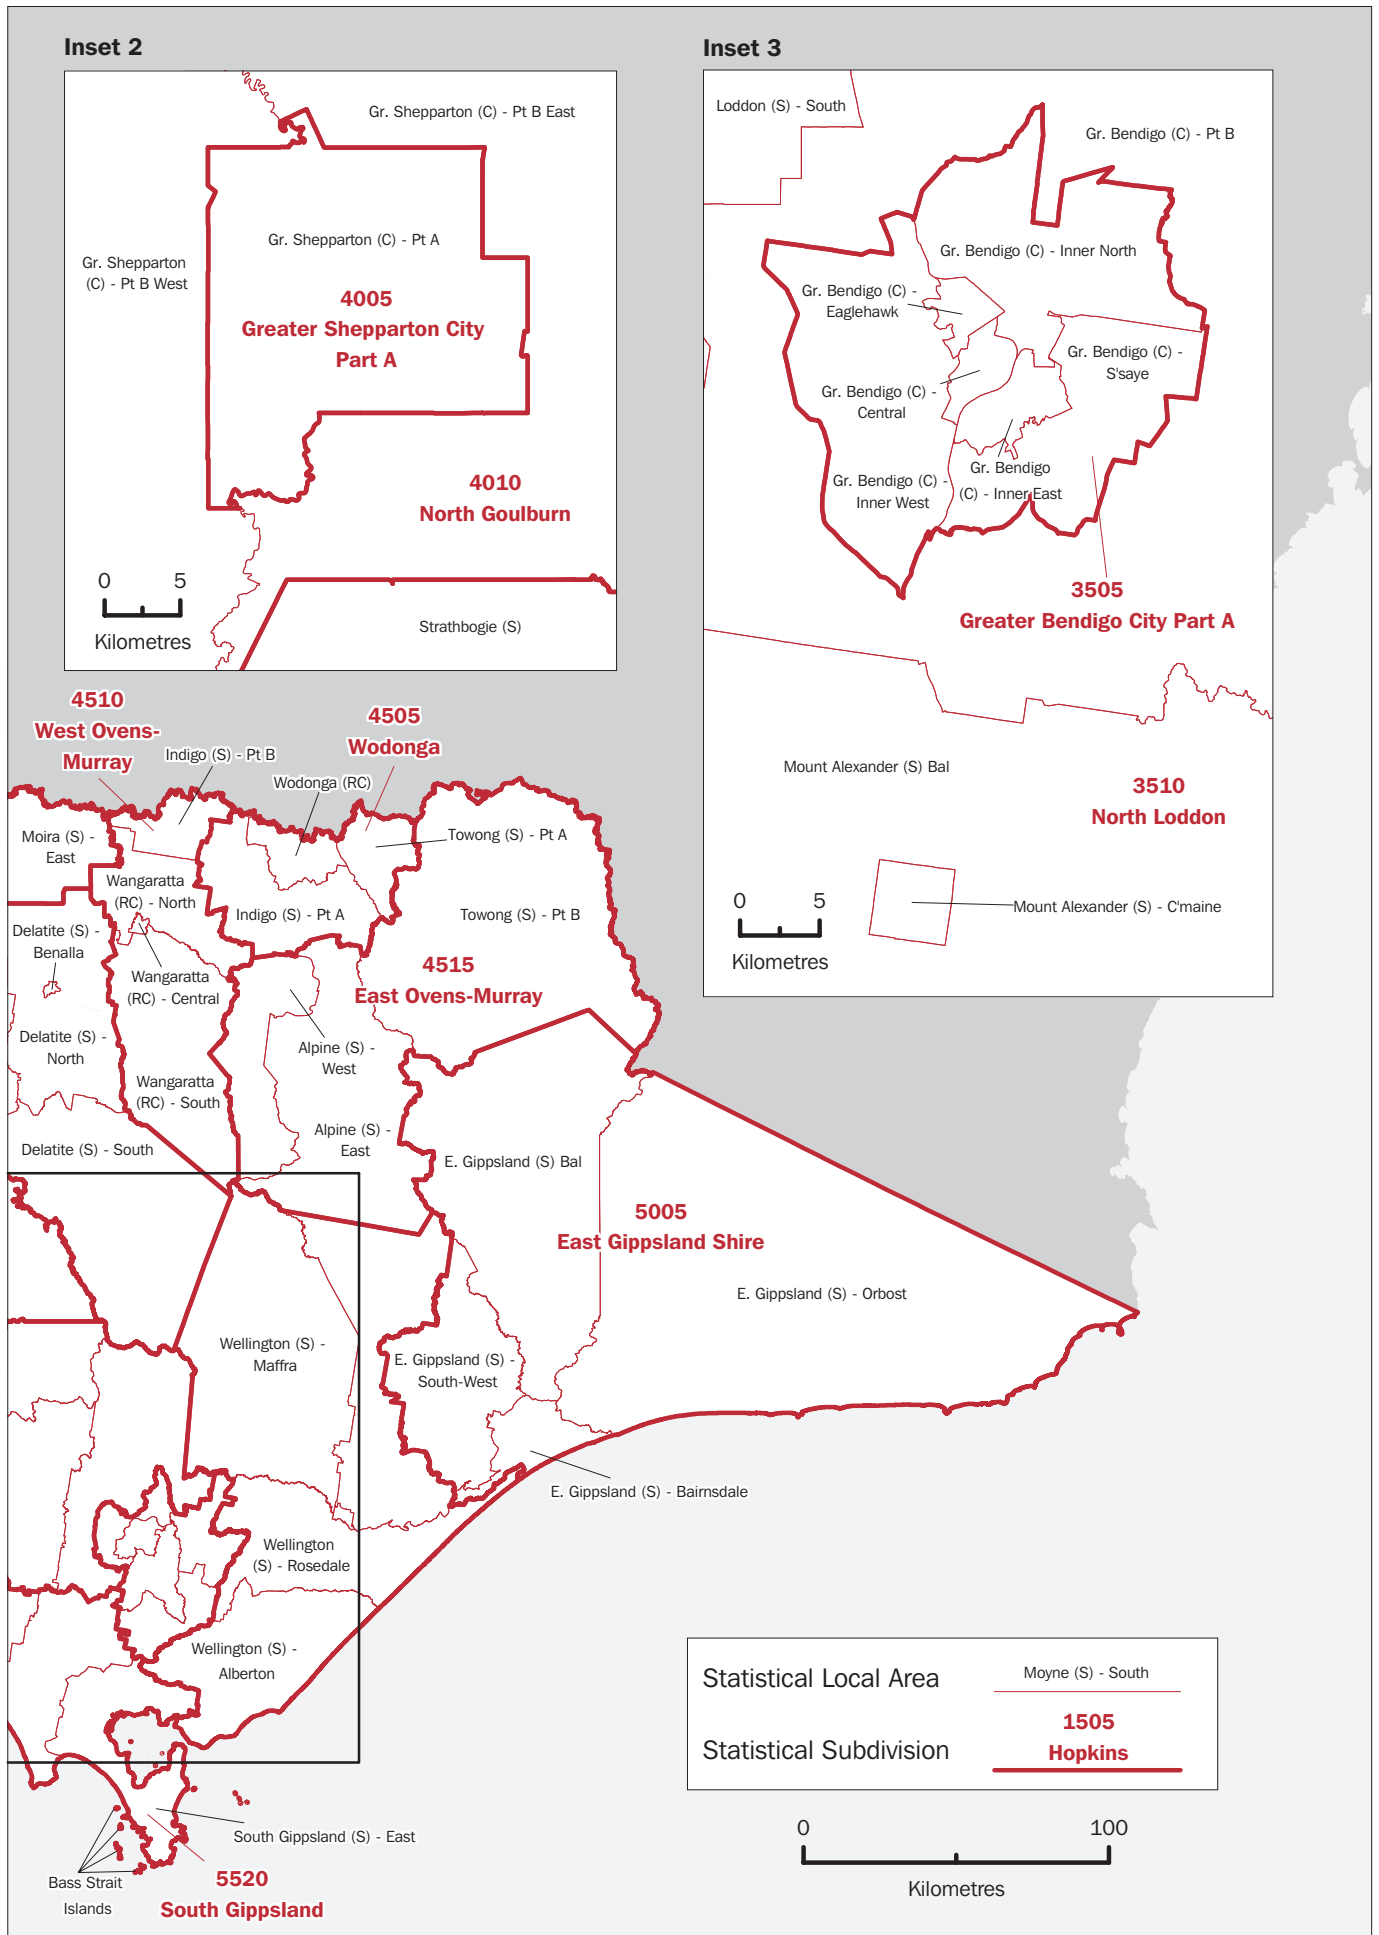 Inset 2
Gr. Shepparton (C) - Pt B East
Gr. Shepparton (C) - Pt A
Gr. Shepparton
(C) - Pt B West
4005
Greater Shepparton City
Part A
4010
North Goulburn
0 5
Kilometres
Strathbogie (S)
Inset 3
Loddon (S) - South
Gr. Bendigo (C) - Pt B
Gr. Bendigo (C) - Inner North
Gr. Bendigo (C) -
Eaglehawk
Gr. Bendigo (C) -
S'saye
Gr. Bendigo (C) -
Central
Gr. Bendigo (C) -
Inner West
Gr. Bendigo
(C) - Inner East
3505
Greater Bendigo City Part A
Mount Alexander (S) Bal
3510
North Loddon
0 5
Kilometres
Mount Alexander (S) - C'maine
4510
West Ovens-
Murray
Indigo (S) - Pt B
4505
Wodonga
Wodonga (RC)
Moira (S) -
East
Towong (S) - Pt A
Wangaratta
(RC) - North
Indigo (S) - Pt A
Towong (S) - Pt B
Delatite (S) -
Benalla
Wangaratta
(RC) - Central
4515
East Ovens-Murray
Delatite (S) -
North
Alpine (S) -
West
Wangaratta
(RC) - South
Alpine (S) -
East
Delatite (S) - South
E. Gippsland (S) Bal
5005
East Gippsland Shire
E. Gippsland (S) - Orbost
Wellington (S) -
Maffra
E. Gippsland (S) -
South-West
E. Gippsland (S) - Bairnsdale
Wellington
(S) - Rosedale
Wellington (S) -
Alberton
South Gippsland (S) - East
Bass Strait
Islands
5520
South Gippsland
Statistical Local Area
Moyne (S) - South
Statistical Subdivision
1505
Hopkins
0 100
Kilometres